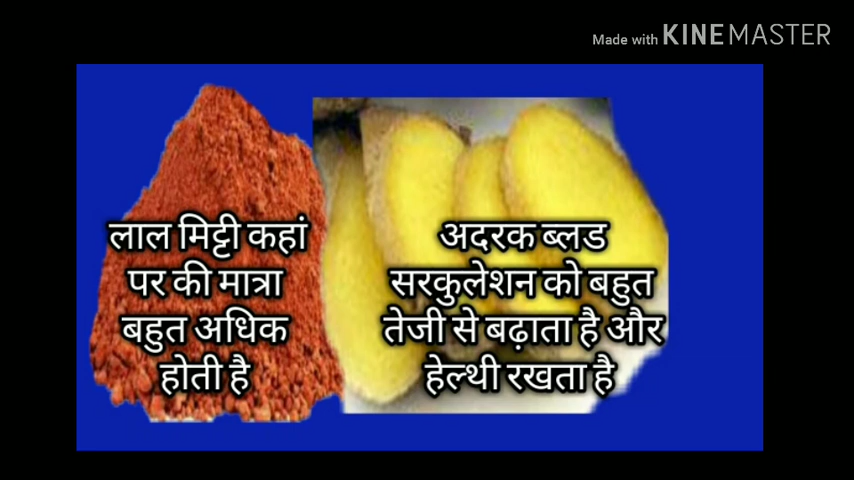 Made with KINEMASTER
लाल मिट्टी कहां
पर की मात्रा
बहुत अधिक
होती है
अदरक ब्लड
सरकुलेशन को बहुत
तेजी से बढ़ाता है और
हेल्थी रखता है